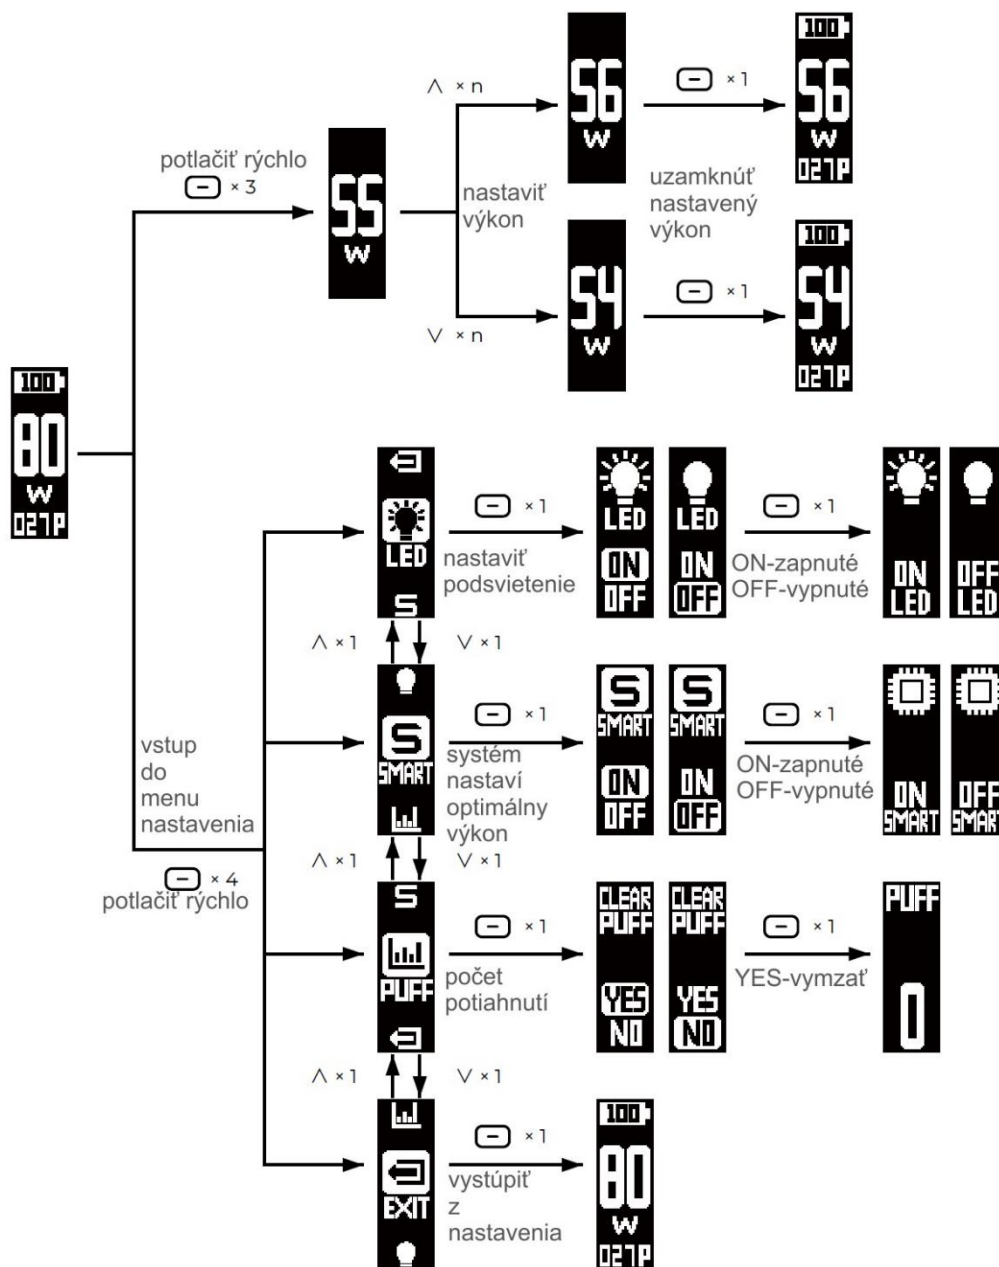 100
56
W
100
56
W
027P
∧ × n
× 1
potlačiť rýchlo
× 3
55
W
nastaviť
výkon
uzamknúť
nastavený
výkon
∨ × n
54
W
× 1
100
54
W
027P
100
80
W
027P
LED
S
× 1
nastaviť
podsvietenie
LED
ON
OFF
LED
ON
OFF
× 1
ON-zapnuté
OFF-vypnuté
ON
LED
OFF
LED
∧ × 1
∨ × 1
S
SMART
× 1
systém
nastaví
optimálny
výkon
S
SMART
ON
OFF
S
SMART
ON
OFF
× 1
ON-zapnuté
OFF-vypnuté
ON
SMART
OFF
SMART
vstup
do
menu
nastavenia
× 4
potlačiť rýchlo
∧ × 1
∨ × 1
S
PUFF
× 1
počet
potiahnutí
CLEAR
PUFF
YES
NO
CLEAR
PUFF
YES
NO
× 1
YES-vymzať
PUFF
0
∧ × 1
∨ × 1
EXIT
× 1
vystúpiť
z
nastavenia
100
80
W
027P